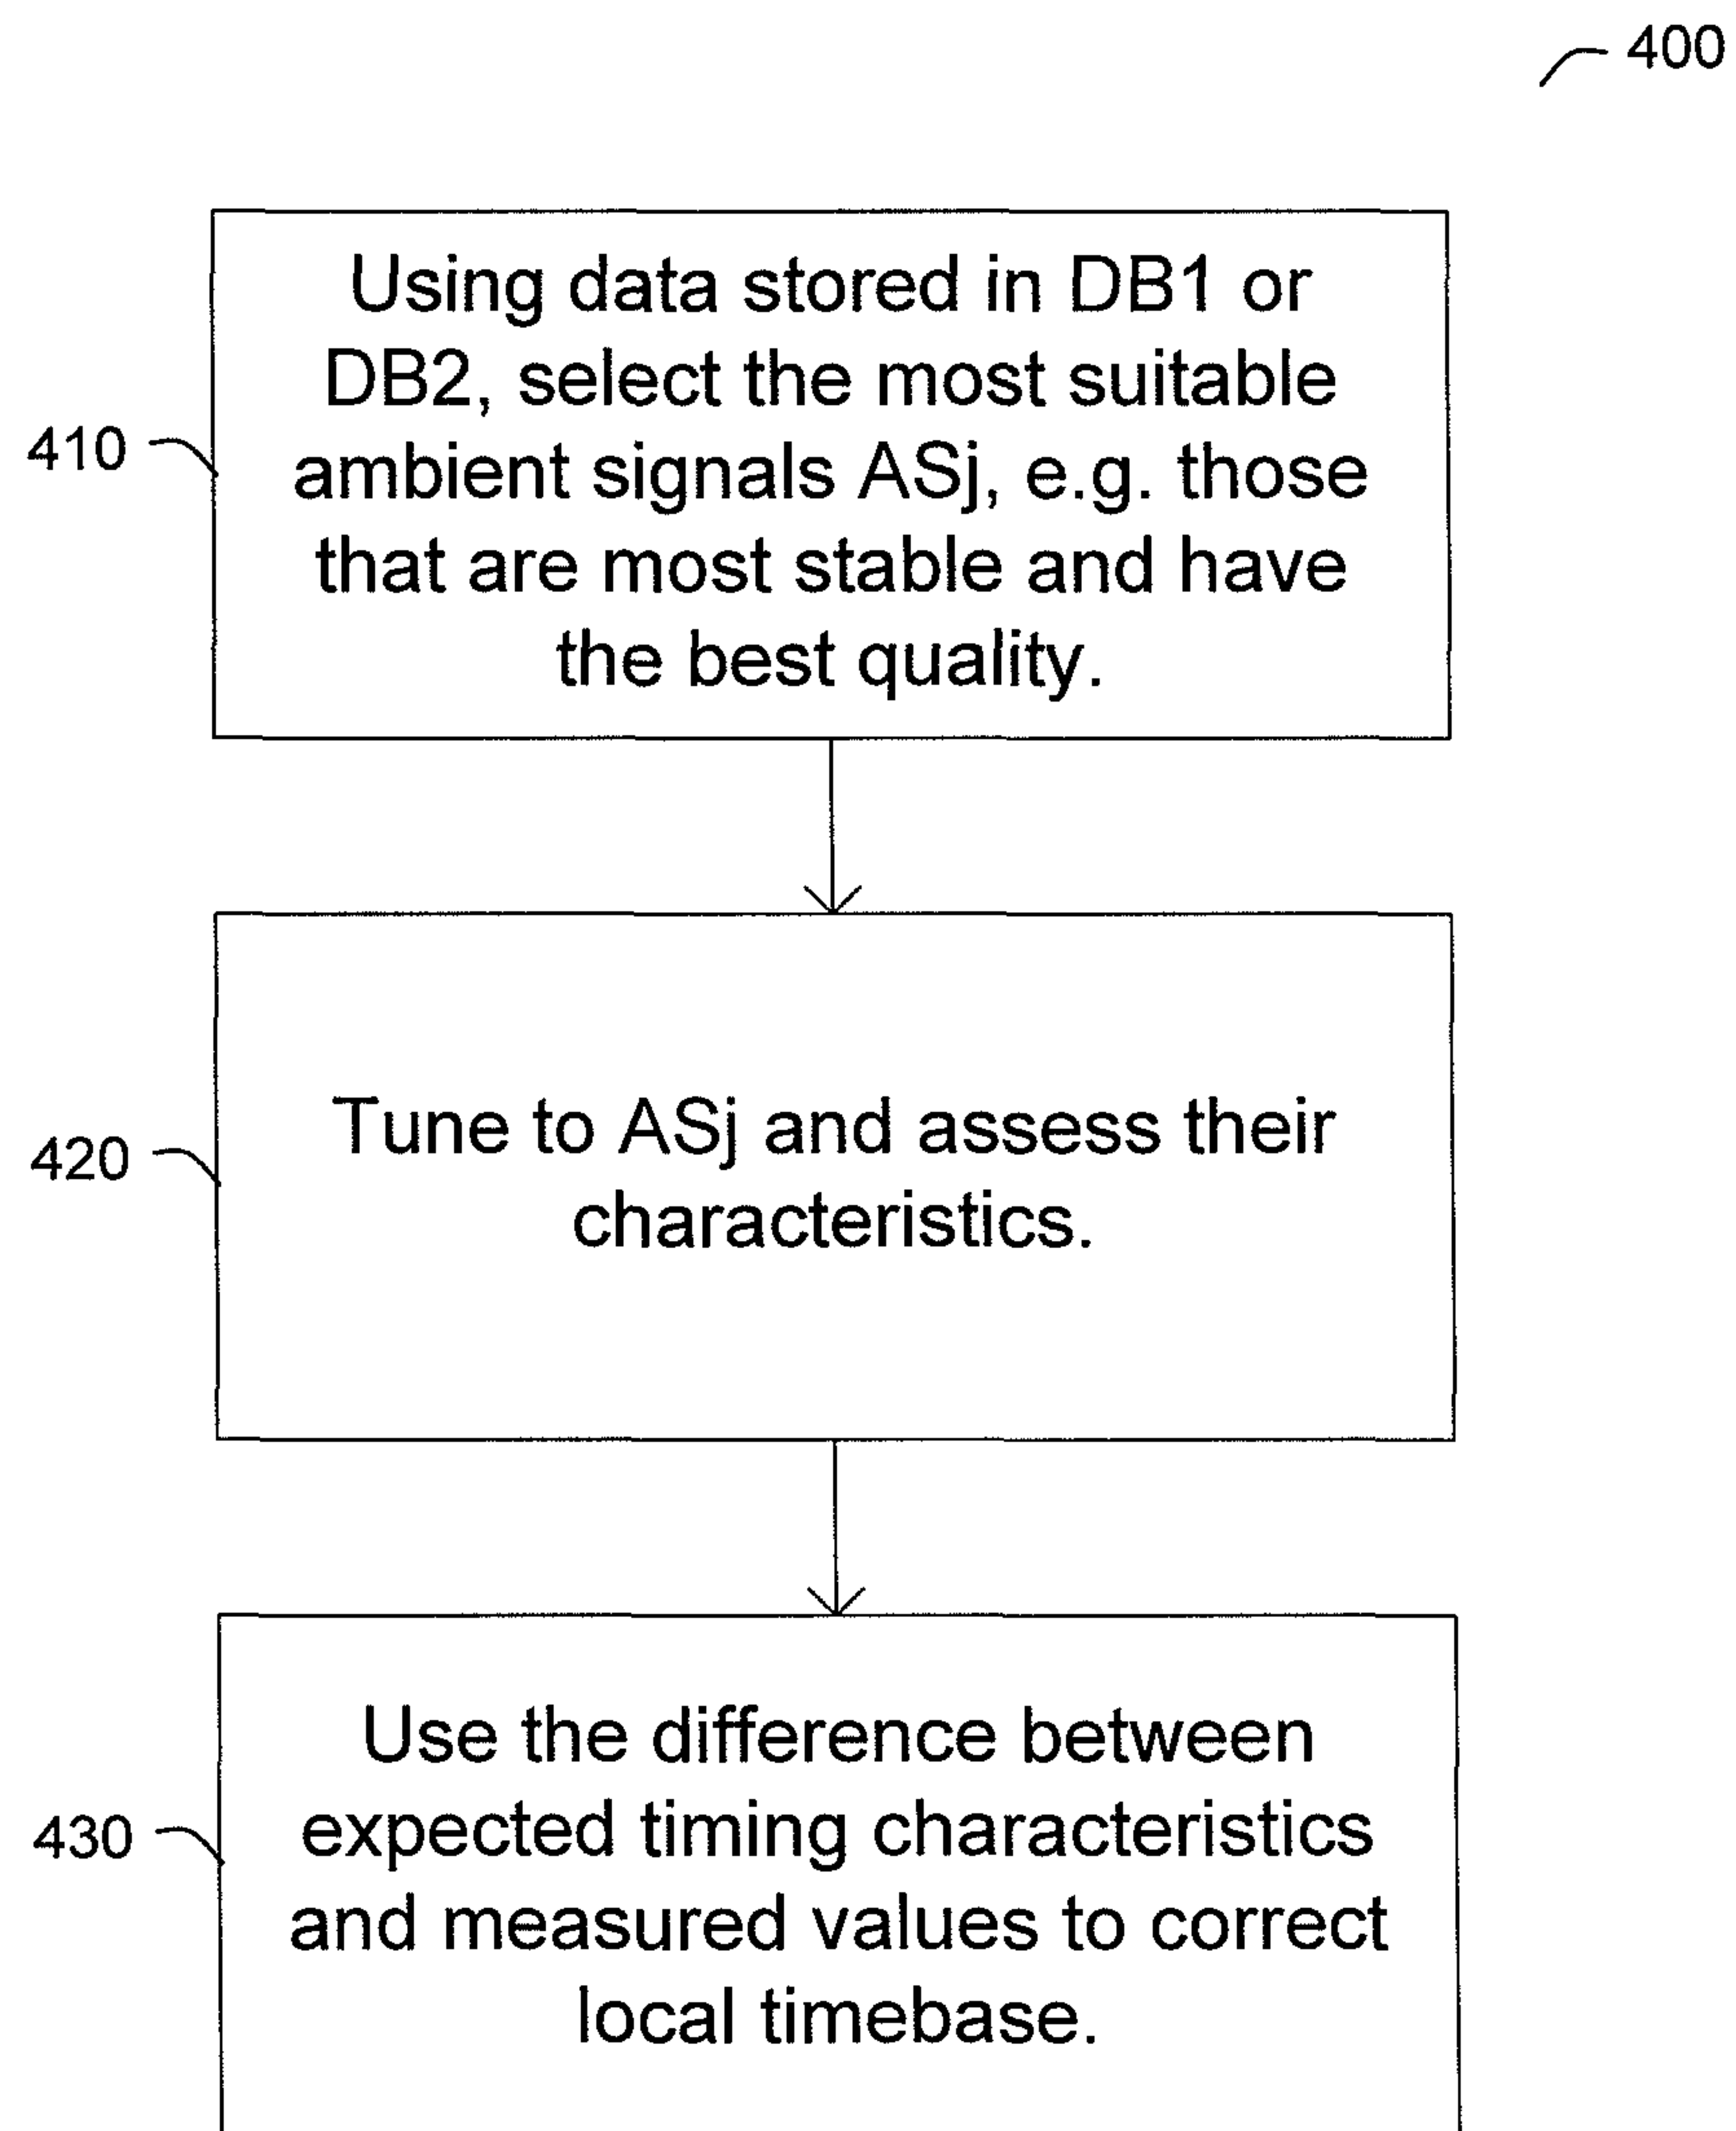 400
Using data stored in DB1 or
DB2, select the most suitable
ambient signals ASj, e.g. those
that are most stable and have
the best quality.
410
Tune to ASj and assess their
characteristics.
420
Use the difference between
expected timing characteristics
and measured values to correct
local timebase.
430